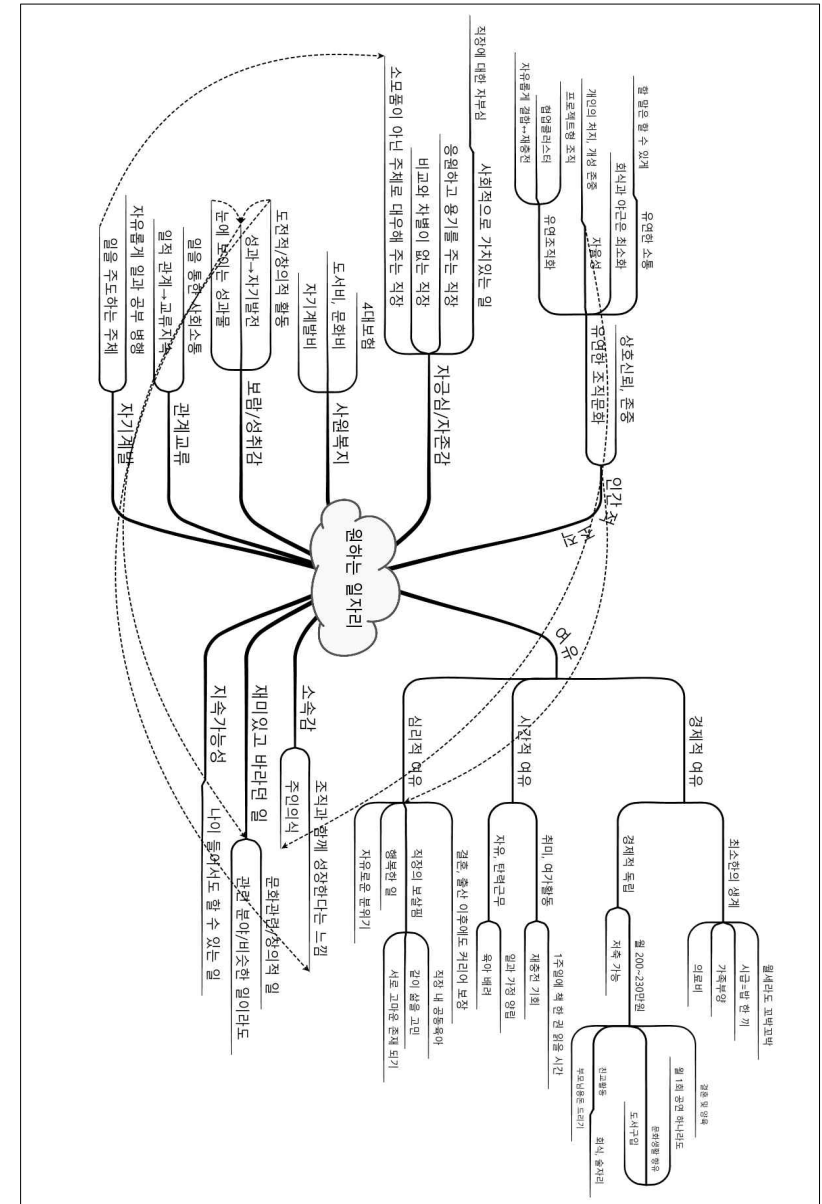 원하는 일자리
여유
경제적 여유
최소한의 생계
월세라도 꼬박꼬박
시급=밥 한 끼
가족부양
의료비
경제적 독립
월 200~230만원
결혼 및 양육
월 1회 공연 하나라도
문화생활 향유
도서구입
회식, 술자리
친교활동
부모님용돈 드리기
저축 가능
시간적 여유
취미, 여가활동
1주일에 책 한 권 읽을 시간
재충전 기회
자유, 탄력근무
일과 가정 양립
육아 배려
심리적 여유
결혼, 출산 이후에도 커리어 보장
직장의 보살핌
직장 내 공동육아
같이 삶을 고민
서로 고마운 존재 되기
행복한 일
자유로운 분위기
소속감
조직과 함께 성장한다는 느낌
주인의식
재미있고 바라던 일
문화관련/창의적 일
관련 분야/비슷한 일이라도
지속가능성
나이 들어서도 할 수 있는 일
인간적
조직
상호신뢰, 존중
유연한 조직문화
유연한 소통
할 말은 할 수 있게
회식과 야근은 최소화
자율성
개인의 처지, 개성 존중
유연조직화
프로젝트형 조직
협업클러스터
자유롭게 결합↔재충전
자긍심/자존감
사회적으로 가치있는 일
직장에 대한 자부심
응원하고 용기를 주는 직장
비교와 차별이 없는 직장
소모품이 아닌 주체로 대우해 주는 직장
사원복지
4대보험
도서비, 문화비
자기계발비
보람/성취감
도전적/창의적 활동
성과→자기발전
눈에 보이는 성과물
관계교류
일을 통한 사회소통
일적 관계→교류지속
자기계발
자유롭게 일과 공부 병행
일을 주도하는 주체